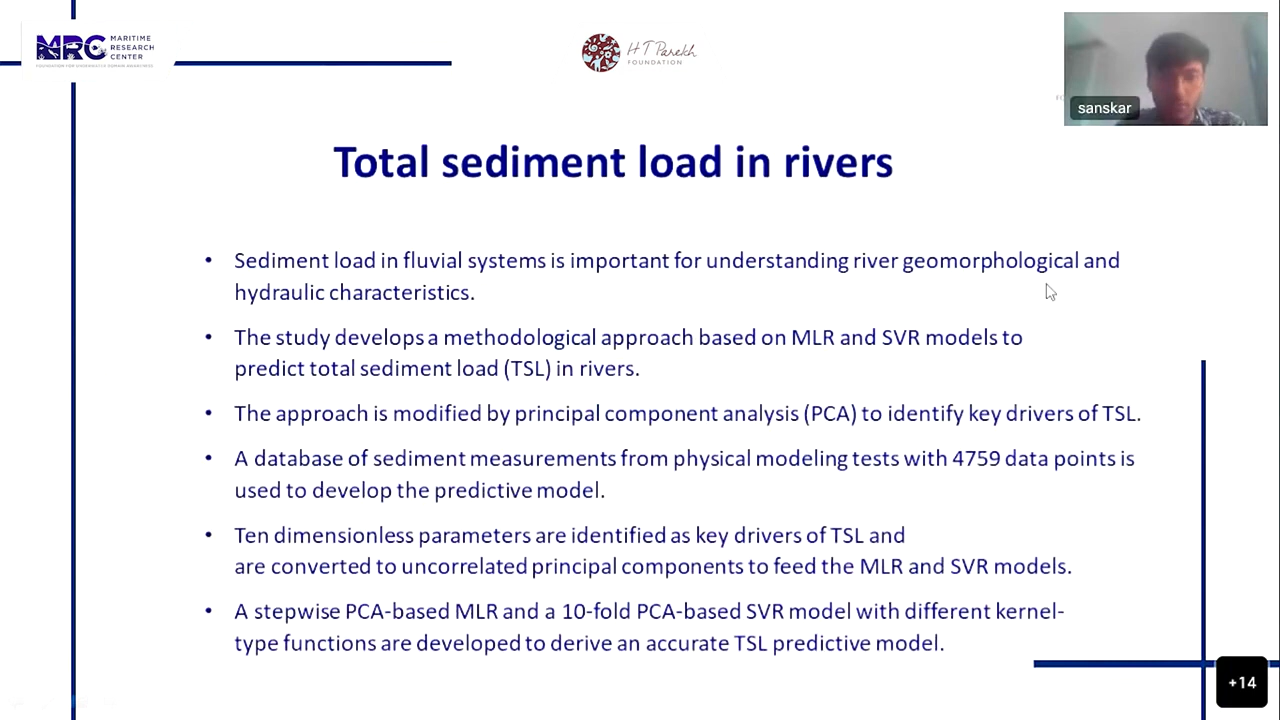 MRC
MARITIME
RESEARCH
CENTER
FOUNDATION FOR UNDERWATER DOMAIN AWARENESS
H T Parekh
FOUNDATION
sanskar
Total sediment load in rivers
• Sediment load in fluvial systems is important for understanding river geomorphological and
hydraulic characteristics.
• The study develops a methodological approach based on MLR and SVR models to
predict total sediment load (TSL) in rivers.
• The approach is modified by principal component analysis (PCA) to identify key drivers of TSL.
• A database of sediment measurements from physical modeling tests with 4759 data points is
used to develop the predictive model.
• Ten dimensionless parameters are identified as key drivers of TSL and
are converted to uncorrelated principal components to feed the MLR and SVR models.
• A stepwise PCA-based MLR and a 10-fold PCA-based SVR model with different kernel-
type functions are developed to derive an accurate TSL predictive model.
+14